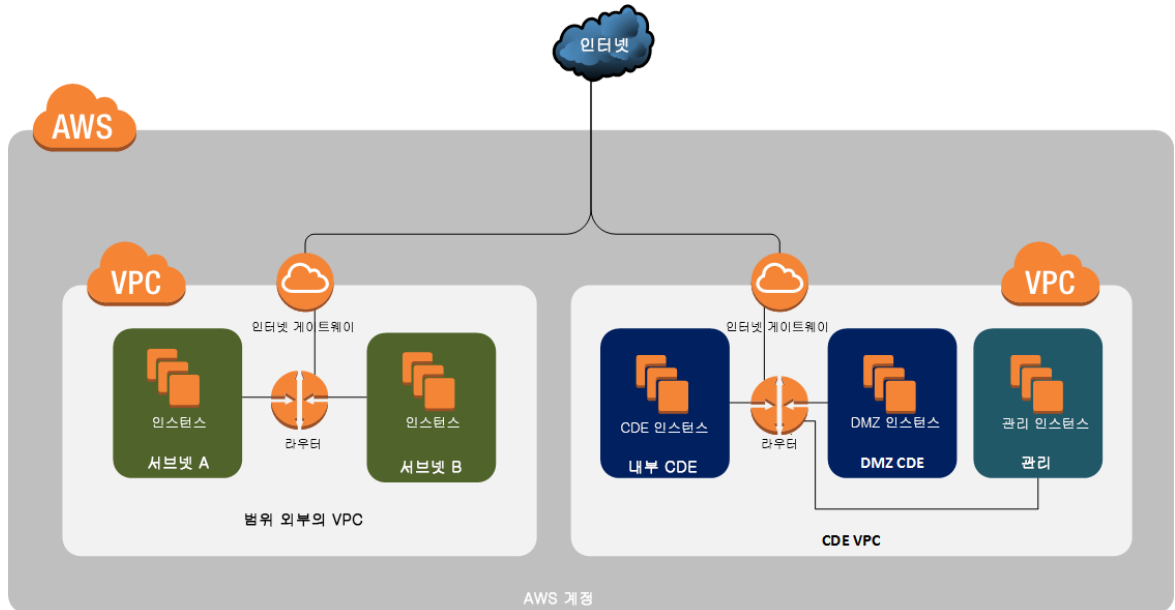 인터넷
AWS
VPC
VPC
인터넷 게이트웨이
인터넷 게이트웨이
인스턴스
서브넷 A
라우터
인스턴스
서브넷 B
CDE 인스턴스
내부 CDE
라우터
DMZ 인스턴스
DMZ CDE
관리 인스턴스
관리
범위 외부의 VPC
CDE VPC
AWS 계정